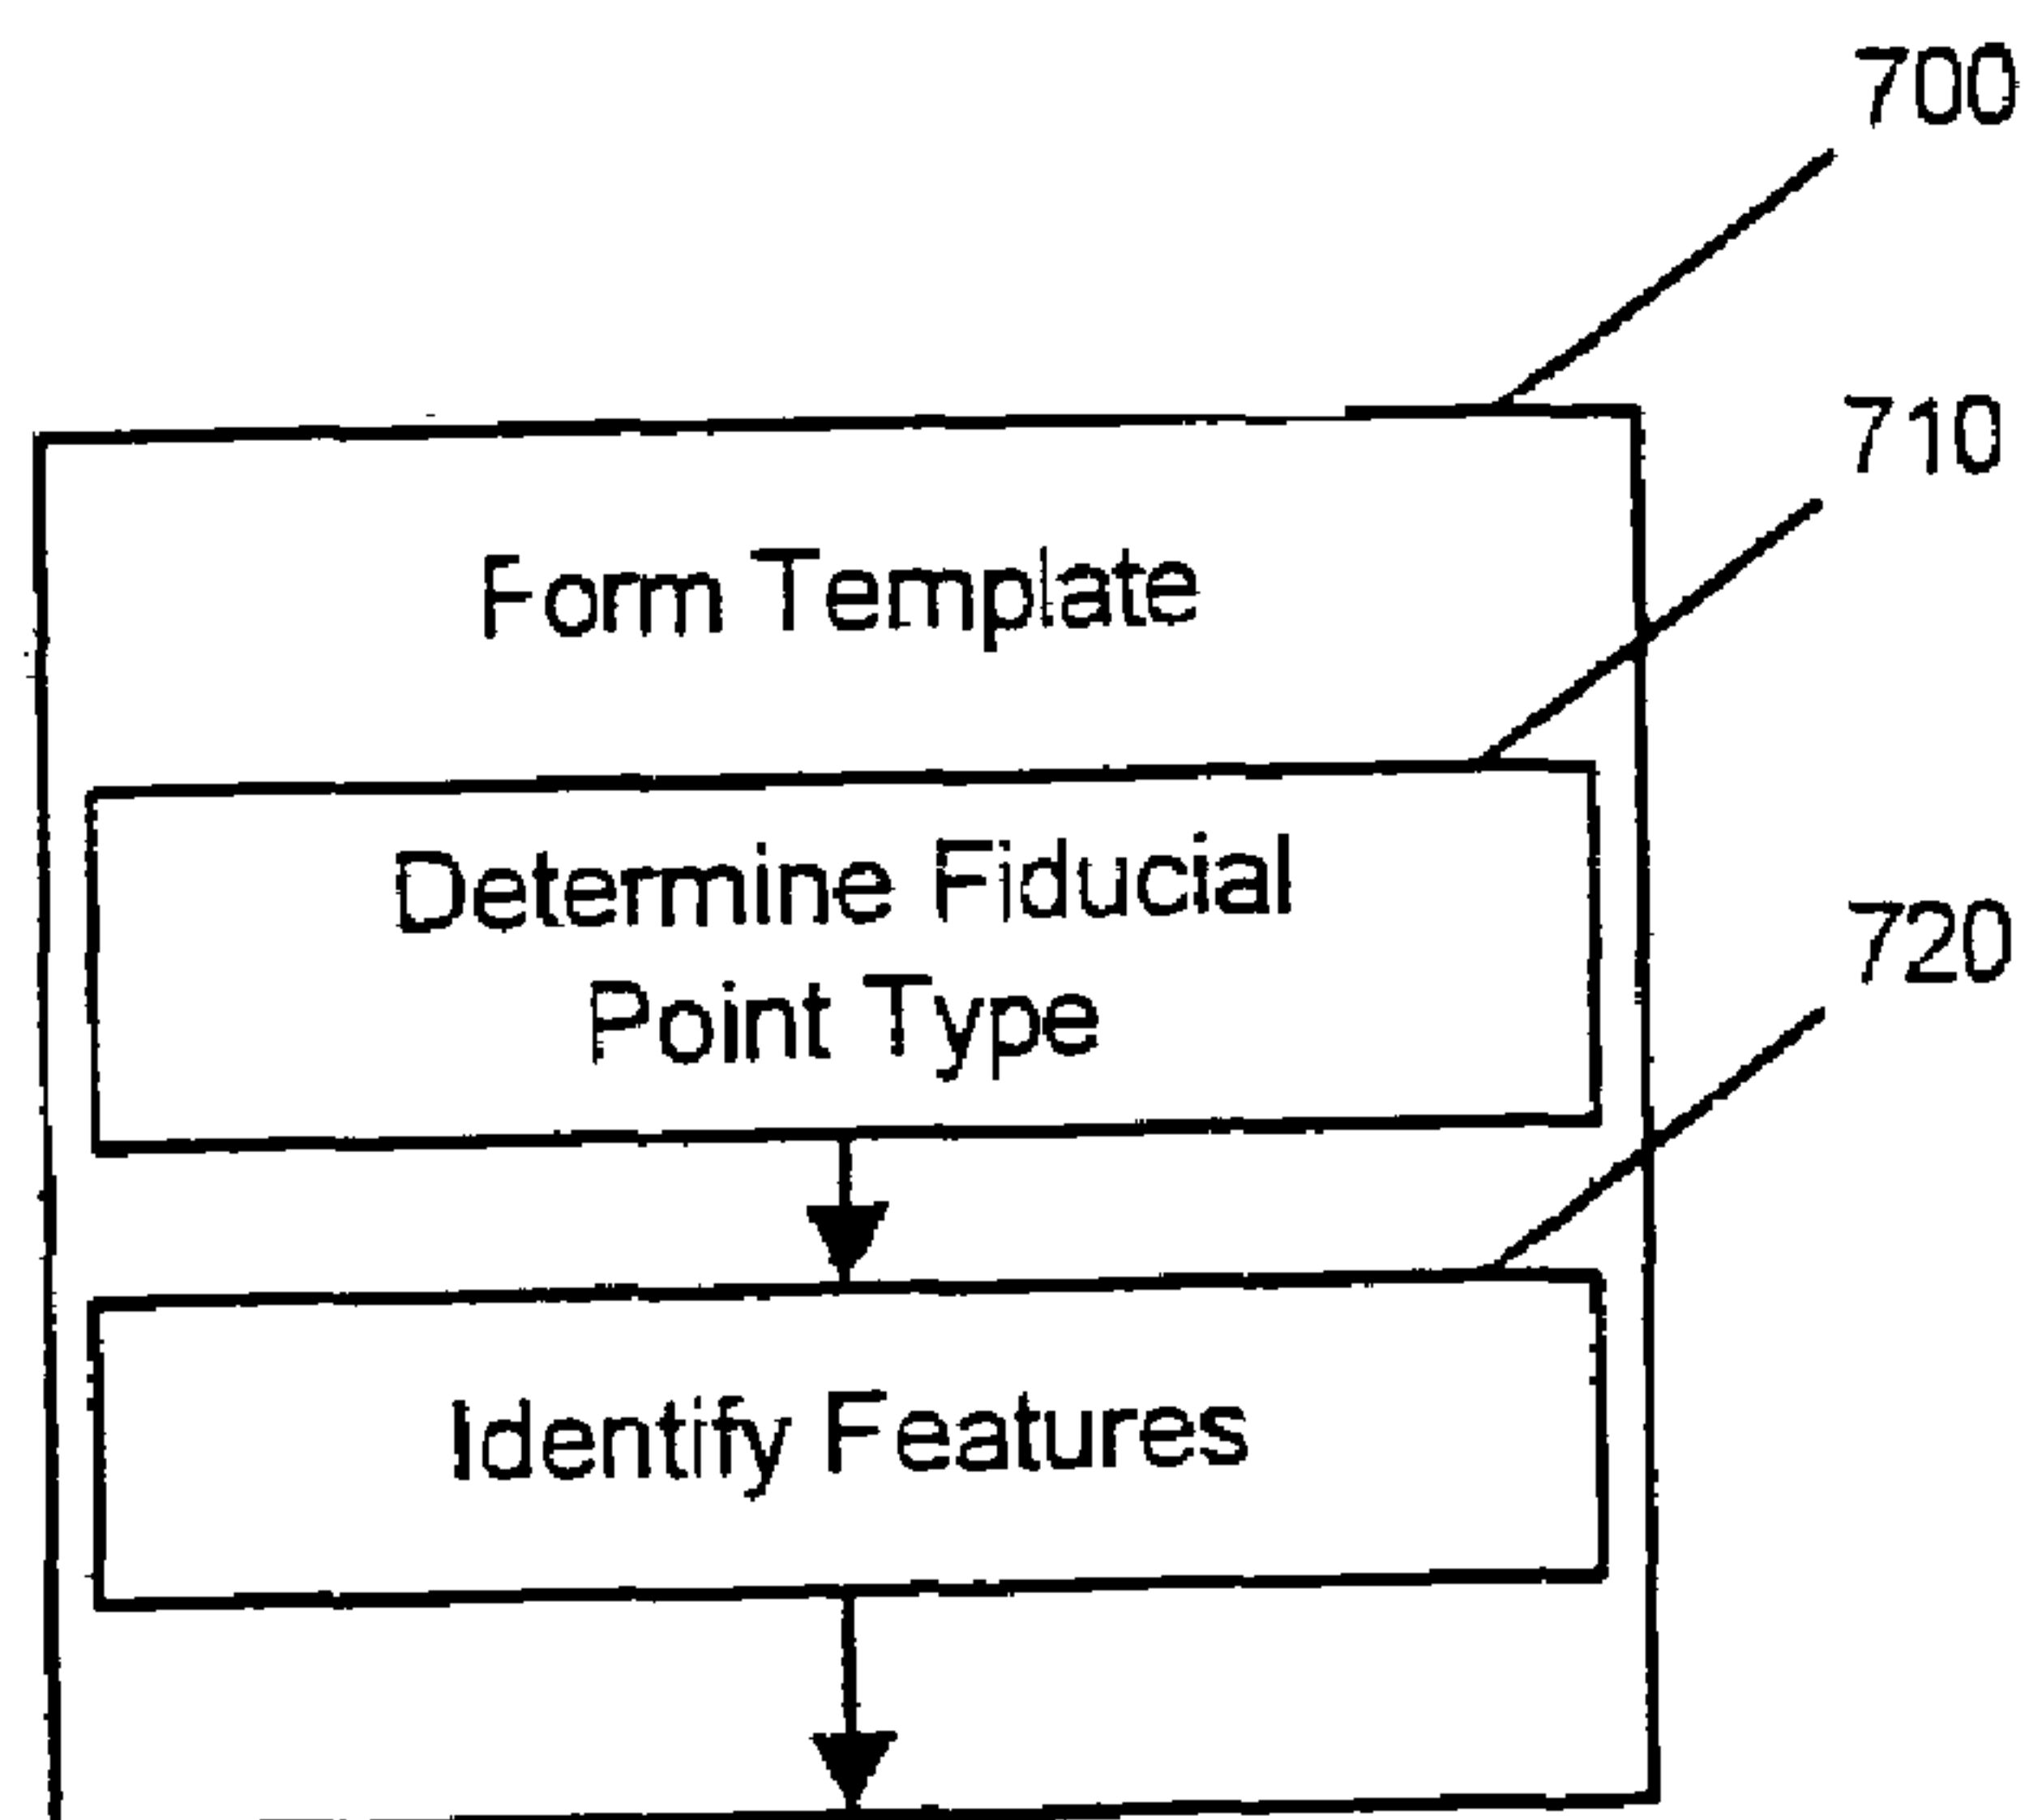 700
710
Form Template
Determine Fiducial
Point Type
720
Identify Features